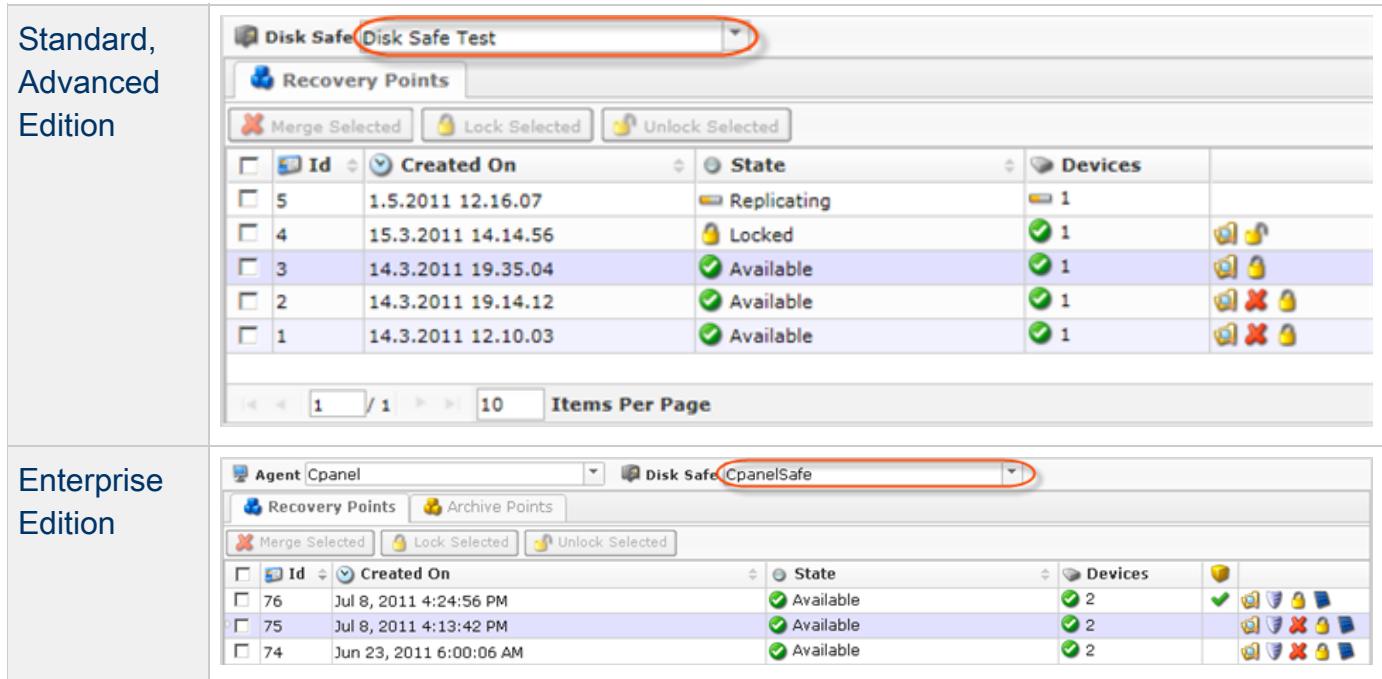 Standard,
Advanced
Edition
Disk Safe Disk Safe Test
Recovery Points
Merge Selected Lock Selected Unlock Selected
Id Created On State Devices
5 1.5.2011 12.16.07 Replicating 1
4 15.3.2011 14.14.56 Locked 1
3 14.3.2011 19.35.04 Available 1
2 14.3.2011 19.14.12 Available 1
1 14.3.2011 12.10.03 Available 1
1 / 1 10 Items Per Page
Enterprise
Edition
Agent Cpanel Disk Safe CpanelSafe
Recovery Points Archive Points
Merge Selected Lock Selected Unlock Selected
Id Created On State Devices
76 Jul 8, 2011 4:24:56 PM Available 2
75 Jul 8, 2011 4:13:42 PM Available 2
74 Jun 23, 2011 6:00:06 AM Available 2